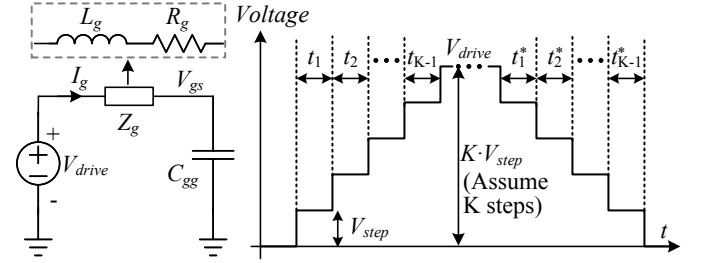 L_g R_g
I_g V_gs
Z_g
+
V_drive
-
C_gg
Voltage
t_1 t_2 ••• t_K-1 V_drive ••• t*_1 t*_2 ••• t*_K-1
K·V_step
(Assume
K steps)
V_step
t